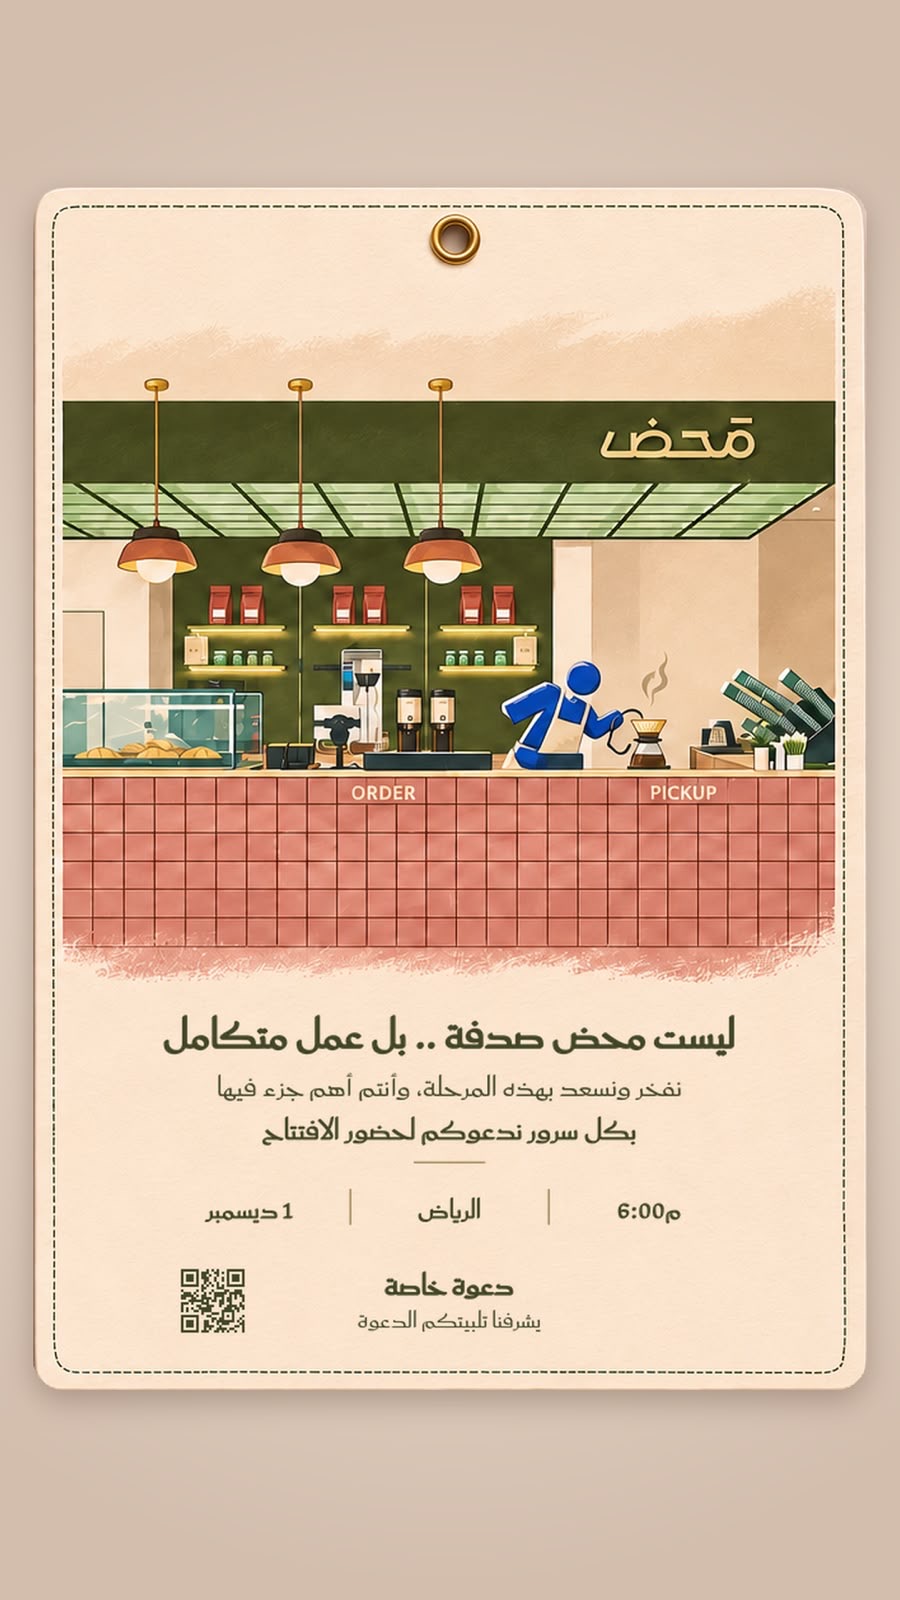 مَحض
ORDER
PICKUP
ليست محض صدفة .. بل عمل متكامل
نفخر ونسعد بهذه المرحلة، وأنتم أهم جزء فيها
بكل سرور ندعوكم لحضور الافتتاح
6:00م
الرياض
1 ديسمبر
دعوة خاصة
يشرفنا تلبيتكم الدعوة